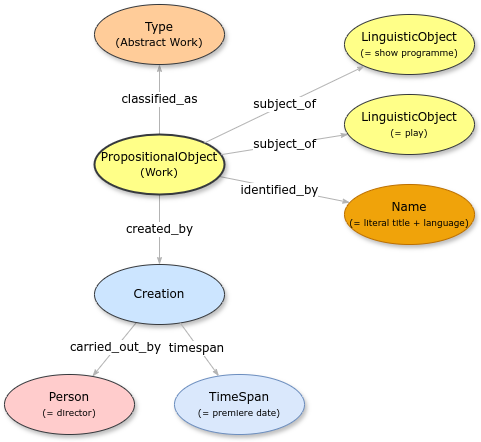 Type
(Abstract Work)
LinguisticObject
(= show programme)
classified_as
subject_of
LinguisticObject
(= play)
subject_of
PropositionalObject
(Work)
identified_by
Name
(= literal title + language)
created_by
Creation
carried_out_by
timespan
Person
(= director)
TimeSpan
(= premiere date)